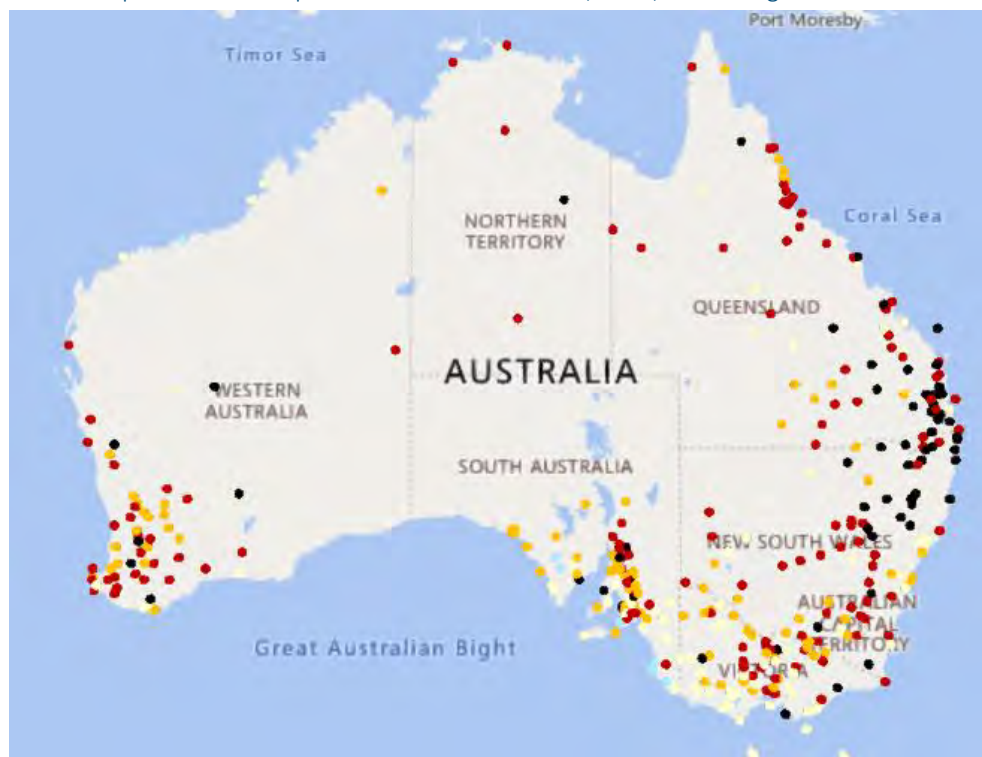 Port Moresby
Timor Sea
Coral Sea
NORTHERN
TERRITORY
QUEENSLAND
AUSTRALIA
WESTERN
AUSTRALIA
SOUTH AUSTRALIA
NEW SOUTH WALES
AUSTRALIAN
CAPITAL
TERRITORY
Great Australian Bight
VICTORIA